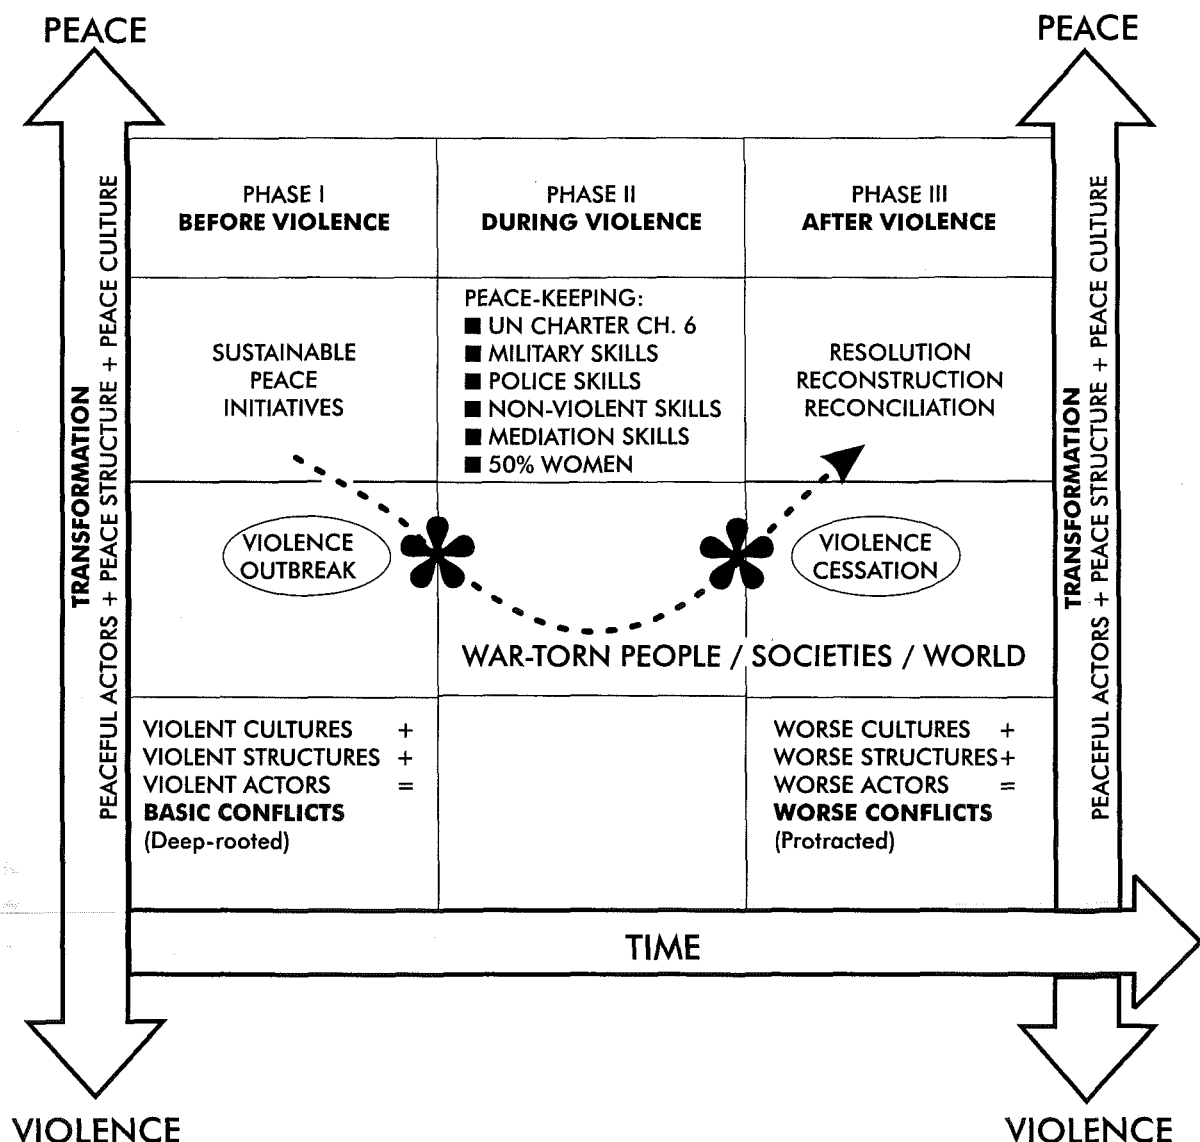 PEACE
PEACE
TRANSFORMATION
PEACEFUL ACTORS + PEACE STRUCTURE + PEACE CULTURE
PHASE I
BEFORE VIOLENCE
PHASE II
DURING VIOLENCE
PHASE III
AFTER VIOLENCE
SUSTAINABLE
PEACE
INITIATIVES
PEACE-KEEPING:
■ UN CHARTER CH. 6
■ MILITARY SKILLS
■ POLICE SKILLS
■ NON-VIOLENT SKILLS
■ MEDIATION SKILLS
■ 50% WOMEN
RESOLUTION
RECONSTRUCTION
RECONCILIATION
VIOLENCE
OUTBREAK
VIOLENCE
CESSATION
WAR-TORN PEOPLE / SOCIETIES / WORLD
VIOLENT CULTURES +
VIOLENT STRUCTURES +
VIOLENT ACTORS =
BASIC CONFLICTS
(Deep-rooted)
WORSE CULTURES +
WORSE STRUCTURES+
WORSE ACTORS =
WORSE CONFLICTS
(Protracted)
TRANSFORMATION
PEACEFUL ACTORS + PEACE STRUCTURE + PEACE CULTURE
TIME
VIOLENCE
VIOLENCE